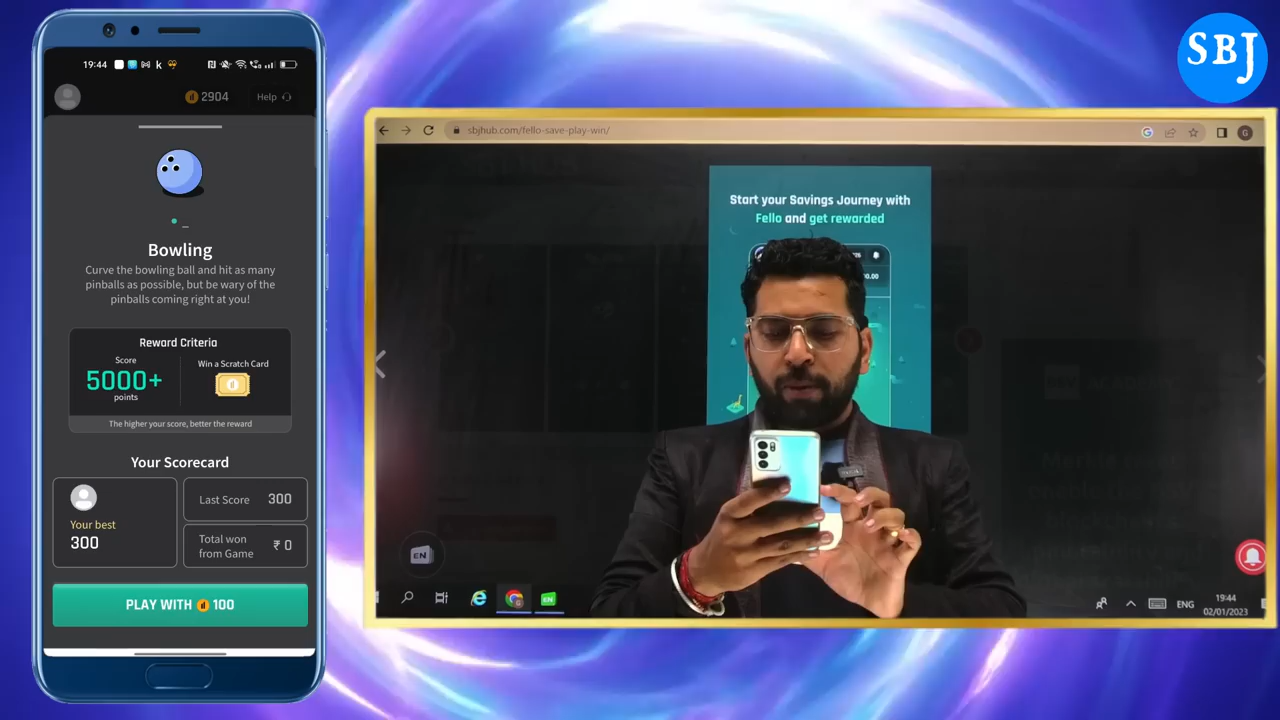 19:44
2904
Help
Bowling
Curve the bowling ball and hit as many
pinballs as possible, but be wary of the
pinballs coming right at you!
Reward Criteria
Score
5000+
points
Win a Scratch Card
The higher your score, better the reward
Your Scorecard
Your best
300
Last Score 300
Total won
from Game ₹ 0
PLAY WITH 100
SBJ
sbjhub.com/fello-save-play-win/
G
Start your Savings Journey with
Fello and get rewarded
EN
ENG
19:44
02/01/2023